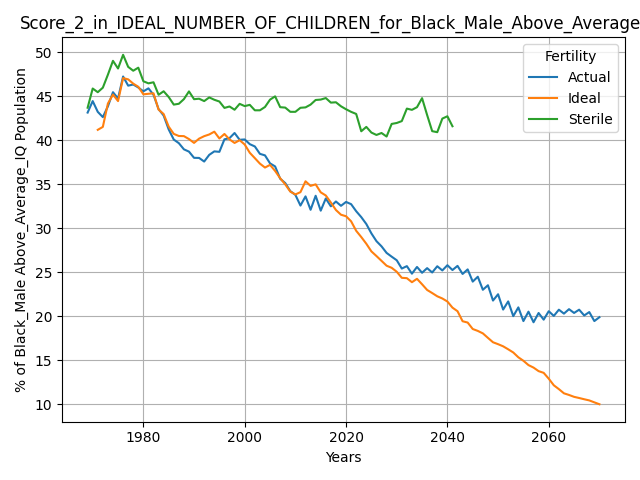 Score_2_in_IDEAL_NUMBER_OF_CHILDREN_for_Black_Male_Above_Average
Fertility
Actual
Ideal
Sterile
% of Black_Male Above_Average_IQ Population
50
45
40
35
30
25
20
15
10
1980 2000 2020 2040 2060
Years